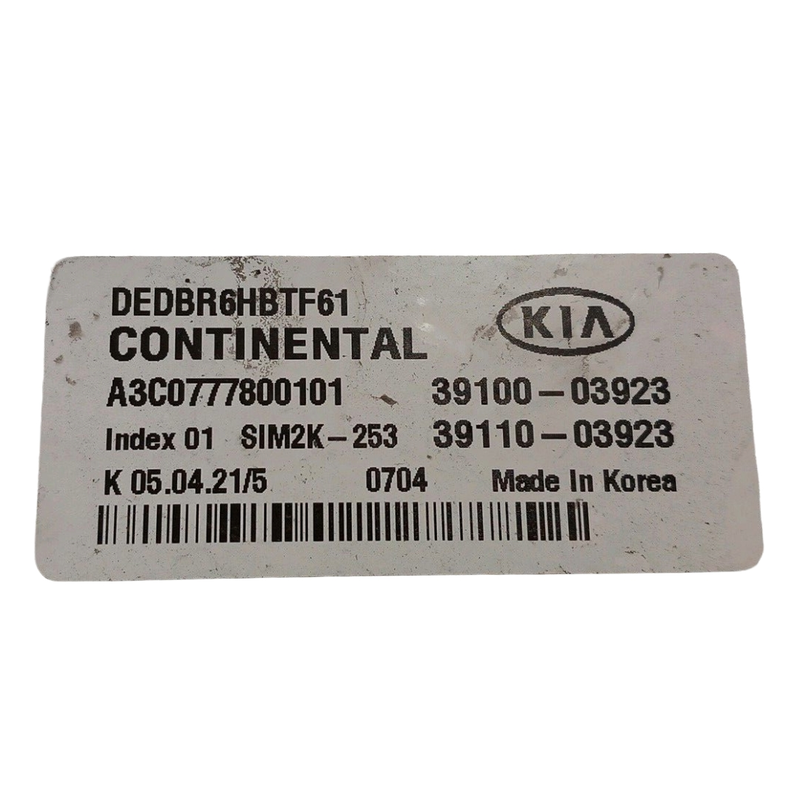 DEDBR6HBTF61
CONTINENTAL
KIA
A3C0777800101 39100-03923
Index 01 SIM2K-253 39110-03923
K 05.04.21/5 0704 Made In Korea